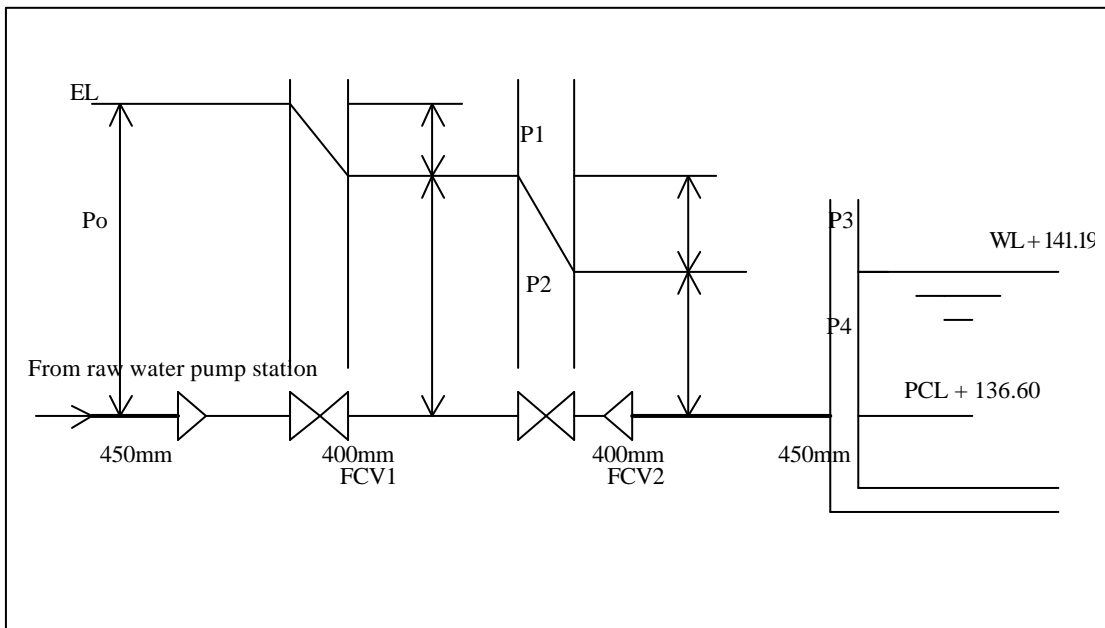 EL
P1
Po
P3
WL + 141.19
P2
P4
From raw water pump station
PCL + 136.60
450mm
400mm
400mm
450mm
FCV1
FCV2